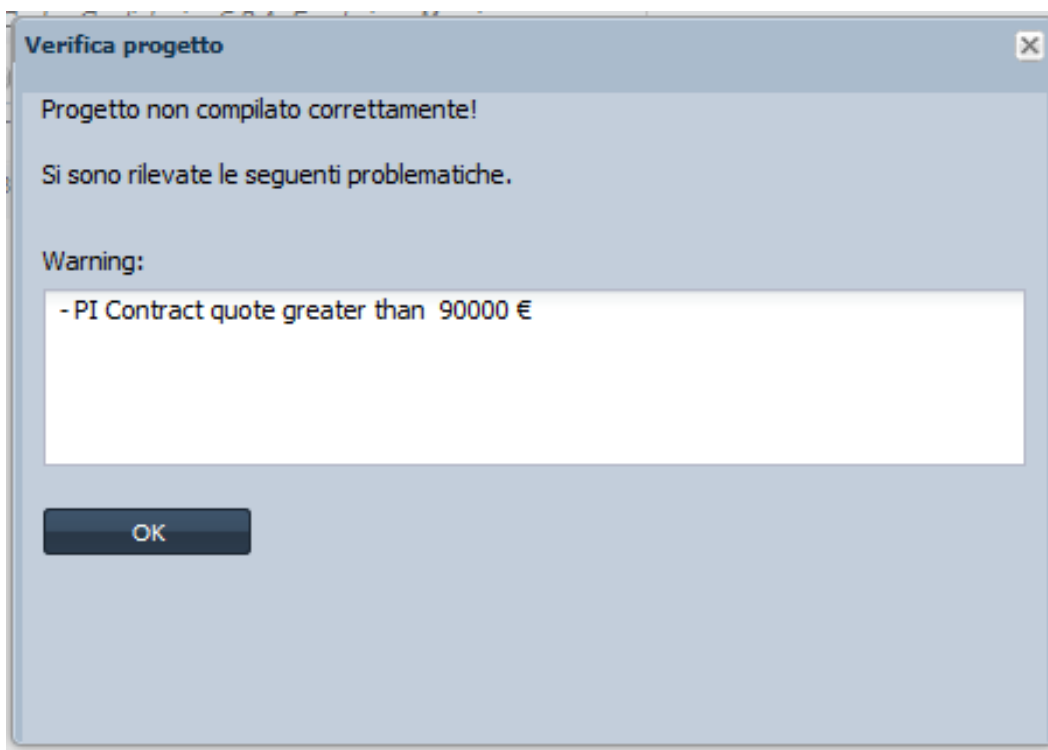 Verifica progetto
Progetto non compilato correttamente!
Si sono rilevate le seguenti problematiche.
Warning:
- PI Contract quote greater than  90000 €
OK